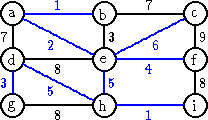 a 1 b 7 c
7 2 3 6 9
d 8 e 4 f
3 5 5 8
g 8 h 1 i